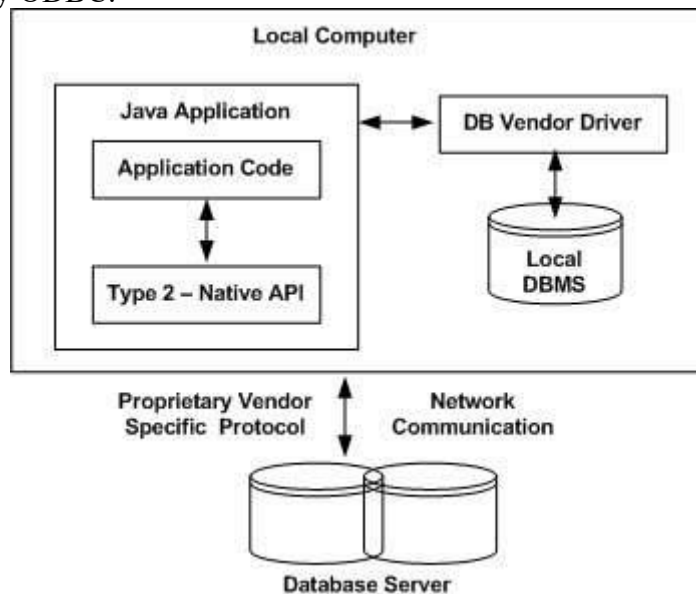 Local Computer
Java Application
DB Vendor Driver
Application Code
Local
DBMS
Type 2 – Native API
Proprietary Vendor
Specific Protocol
Network
Communication
Database Server